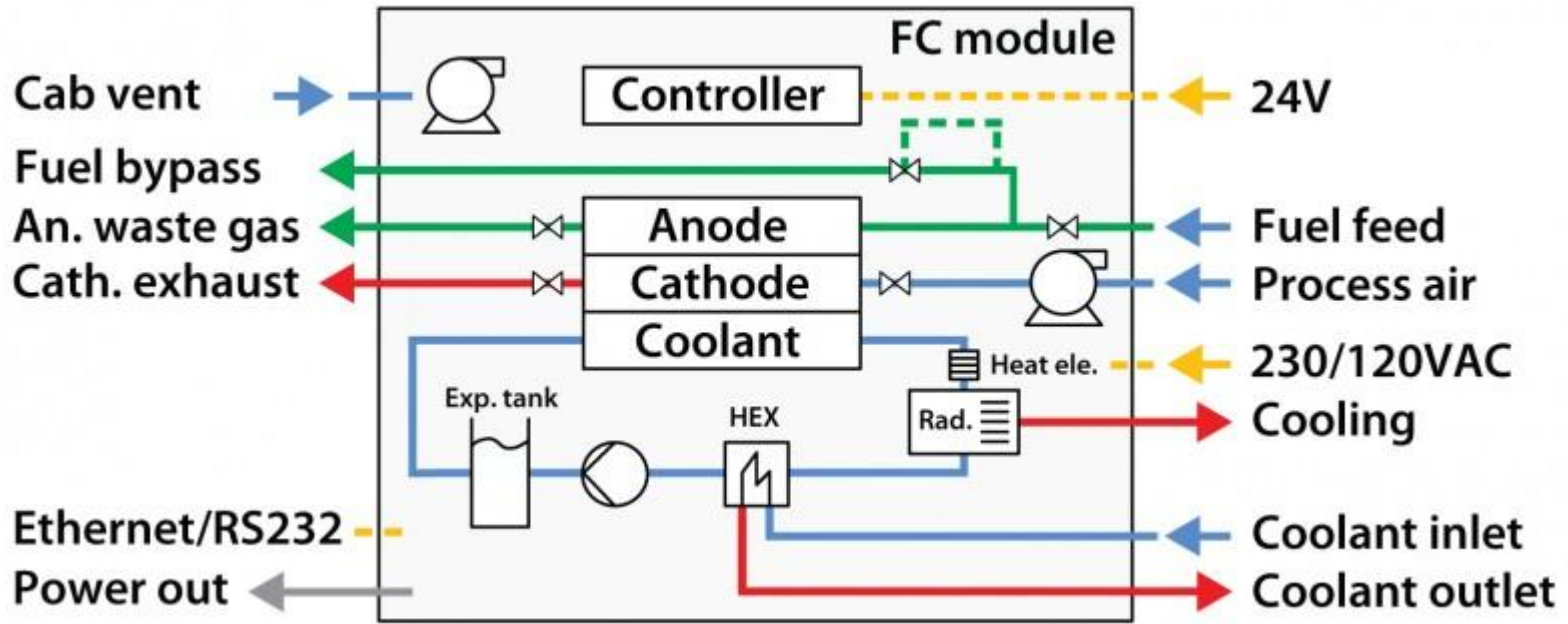 FC module
Cab vent
Controller
24V
Fuel bypass
An. waste gas
Anode
Fuel feed
Cath. exhaust
Cathode
Process air
Coolant
Heat ele.
230/120VAC
Exp. tank
HEX
Rad.
Cooling
Ethernet/RS232
Coolant inlet
Power out
Coolant outlet